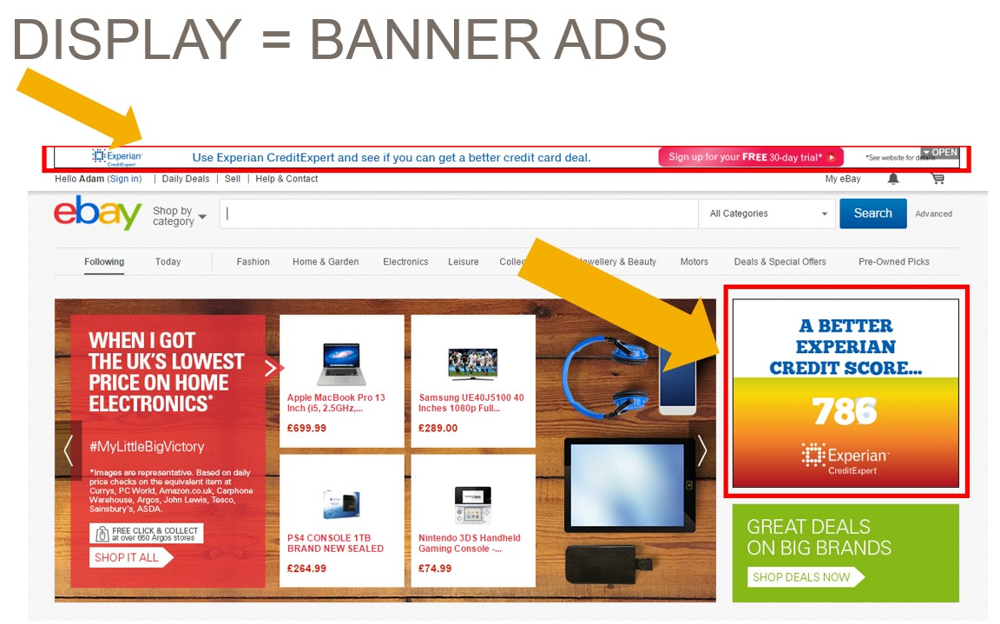 DISPLAY = BANNER ADS
Experian
CreditExpert
Use Experian CreditExpert and see if you can get a better credit card deal.
Sign up for your FREE 30-day trial*
*See website for details
OPEN
Hello Adam (Sign in) | Daily Deals | Sell | Help & Contact
My eBay
ebay
Shop by
category
All Categories
Search
Advanced
Following
Today
Fashion
Home & Garden
Electronics
Leisure
Jewellery & Beauty
Motors
Deals & Special Offers
Pre-Owned Picks
WHEN I GOT
THE UK'S LOWEST
PRICE ON HOME
ELECTRONICS*
#MyLittleBigVictory
*Images are representative. Based on daily
price checks on the equivalent item at
Currys, PC World, Amazon.co.uk, Carphone
Warehouse, Argos, John Lewis, Tesco,
Sainsbury's, ASDA.
FREE CLICK & COLLECT
at over 650 Argos stores
SHOP IT ALL
Apple MacBook Pro 13
Inch (i5, 2.5GHz,...
£699.99
Samsung UE40J5100 40
Inches 1080p Full...
£289.00
PS4 CONSOLE 1TB
BRAND NEW SEALED
£264.99
Nintendo 3DS Handheld
Gaming Console -...
£74.99
A BETTER
EXPERIAN
CREDIT SCORE...
786
Experian
CreditExpert
GREAT DEALS
ON BIG BRANDS
SHOP DEALS NOW